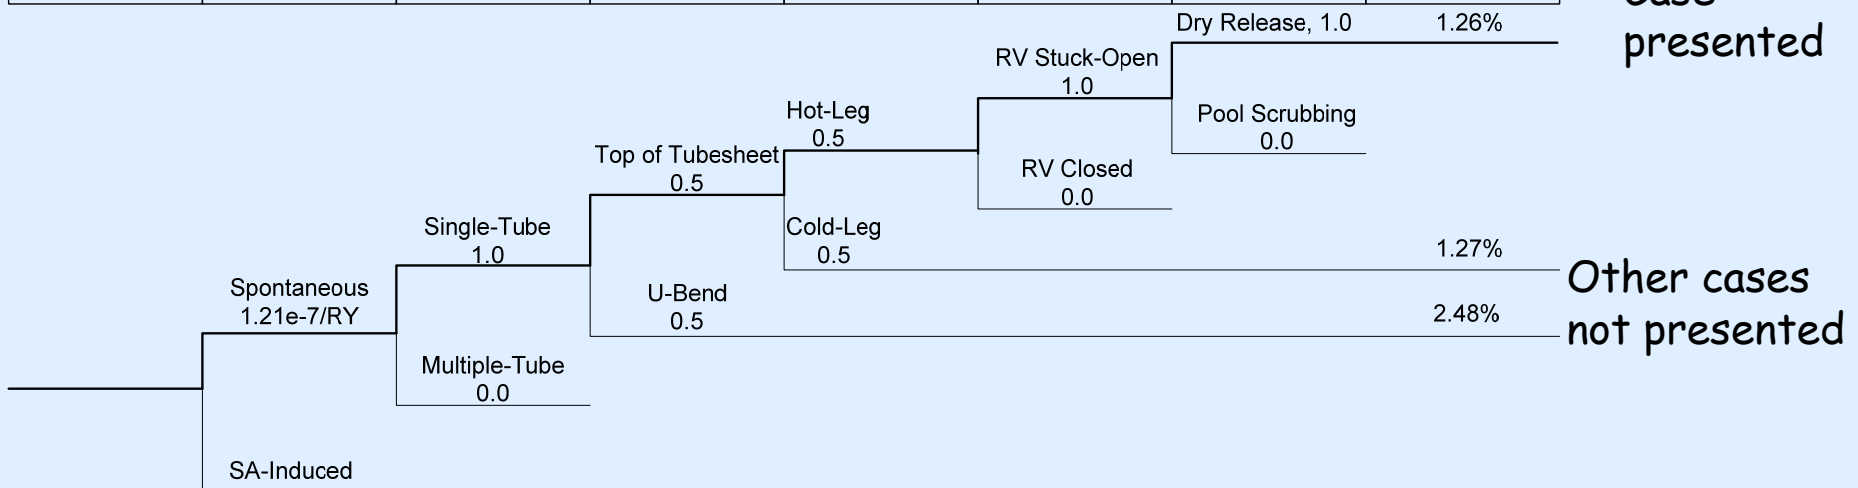 Case
presented
Dry Release, 1.0
1.26%
RV Stuck-Open
1.0
Pool Scrubbing
0.0
Hot-Leg
0.5
RV Closed
0.0
Top of Tubesheet
0.5
Cold-Leg
0.5
1.27%
Single-Tube
1.0
U-Bend
0.5
2.48%
Other cases
not presented
Spontaneous
1.21e-7/RY
Multiple-Tube
0.0
SA-Induced